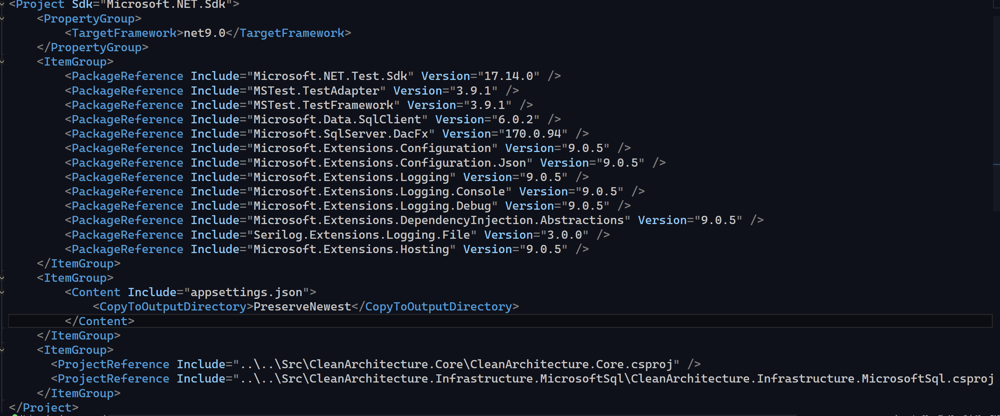 <Project Sdk="Microsoft.NET.Sdk">
    <PropertyGroup>
        <TargetFramework>net9.0</TargetFramework>
    </PropertyGroup>
    <ItemGroup>
        <PackageReference Include="Microsoft.NET.Test.Sdk" Version="17.14.0" />
        <PackageReference Include="MSTest.TestAdapter" Version="3.9.1" />
        <PackageReference Include="MSTest.TestFramework" Version="3.9.1" />
        <PackageReference Include="Microsoft.Data.SqlClient" Version="6.0.2" />
        <PackageReference Include="Microsoft.SqlServer.DacFx" Version="170.0.94" />
        <PackageReference Include="Microsoft.Extensions.Configuration" Version="9.0.5" />
        <PackageReference Include="Microsoft.Extensions.Configuration.Json" Version="9.0.5" />
        <PackageReference Include="Microsoft.Extensions.Logging" Version="9.0.5" />
        <PackageReference Include="Microsoft.Extensions.Logging.Console" Version="9.0.5" />
        <PackageReference Include="Microsoft.Extensions.Logging.Debug" Version="9.0.5" />
        <PackageReference Include="Microsoft.Extensions.DependencyInjection.Abstractions" Version="9.0.5" />
        <PackageReference Include="Serilog.Extensions.Logging.File" Version="3.0.0" />
        <PackageReference Include="Microsoft.Extensions.Hosting" Version="9.0.5" />
    </ItemGroup>
    <ItemGroup>
        <Content Include="appsettings.json">
            <CopyToOutputDirectory>PreserveNewest</CopyToOutputDirectory>
        </Content>
    </ItemGroup>
    <ItemGroup>
      <ProjectReference Include="..\..\Src\CleanArchitecture.Core\CleanArchitecture.Core.csproj" />
      <ProjectReference Include="..\..\Src\CleanArchitecture.Infrastructure.MicrosoftSql\CleanArchitecture.Infrastructure.MicrosoftSql.csproj
    </ItemGroup>
</Project>